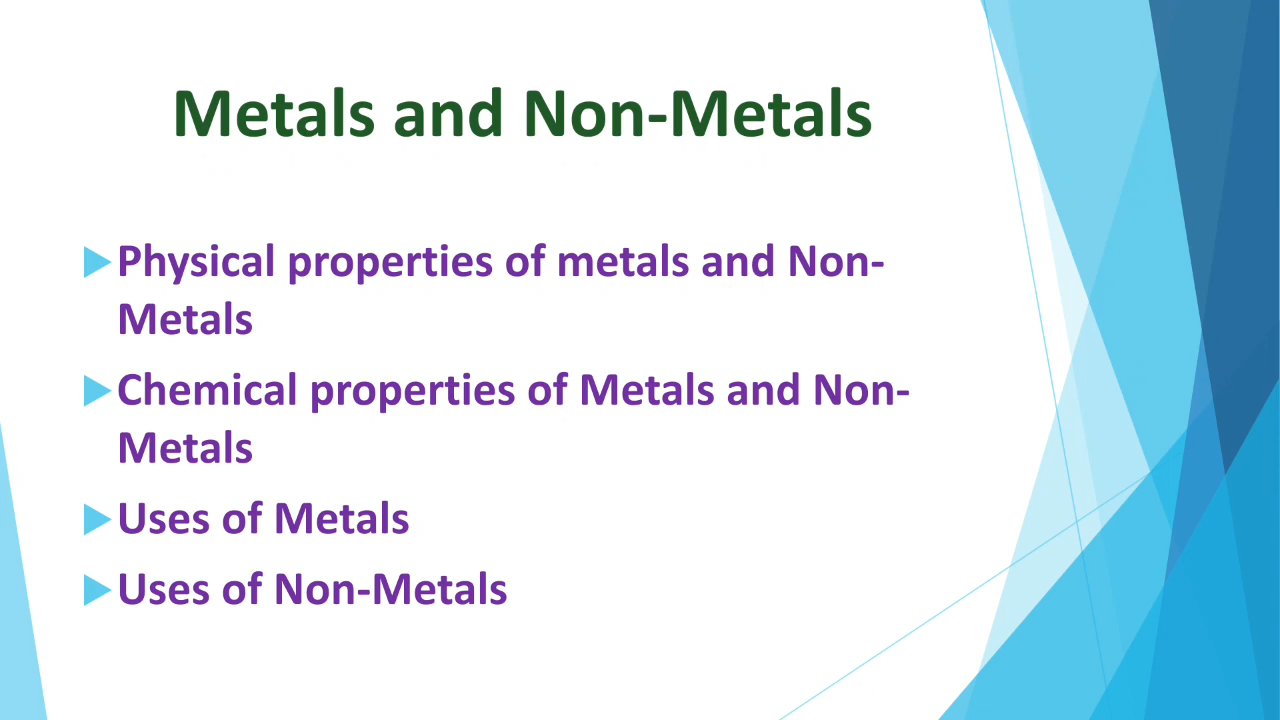 Metals and Non-Metals
Physical properties of metals and Non-
Metals
Chemical properties of Metals and Non-
Metals
Uses of Metals
Uses of Non-Metals